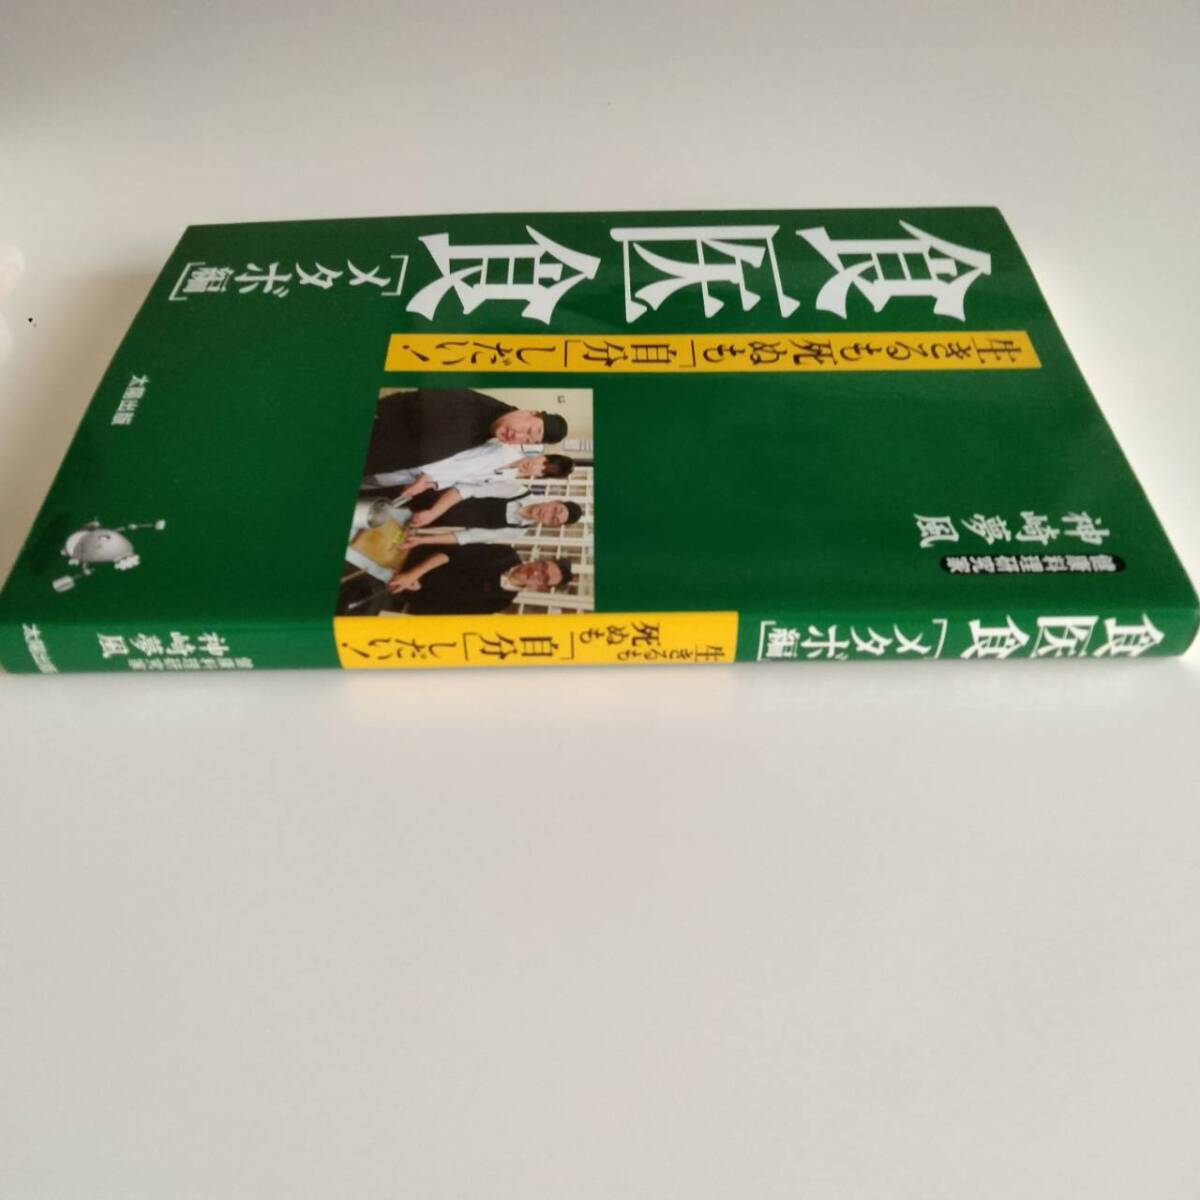 食医食
［メタボ編］
生きるも死ぬも「自分」しだい！
健康料理研究家
神崎夢風
太陽出版
食医食［メタボ編］
生きるも
死ぬも
「自分」しだい！
健康料理研究家
神崎夢風
太陽出版